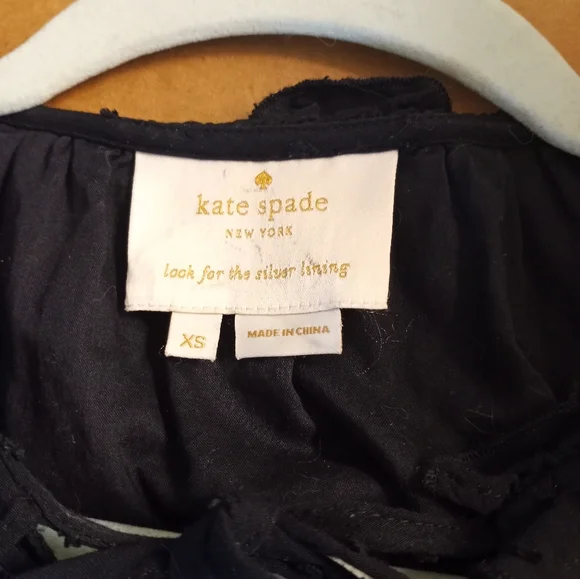 kate spade
NEW YORK
look for the silver lining
XS
MADE IN CHINA